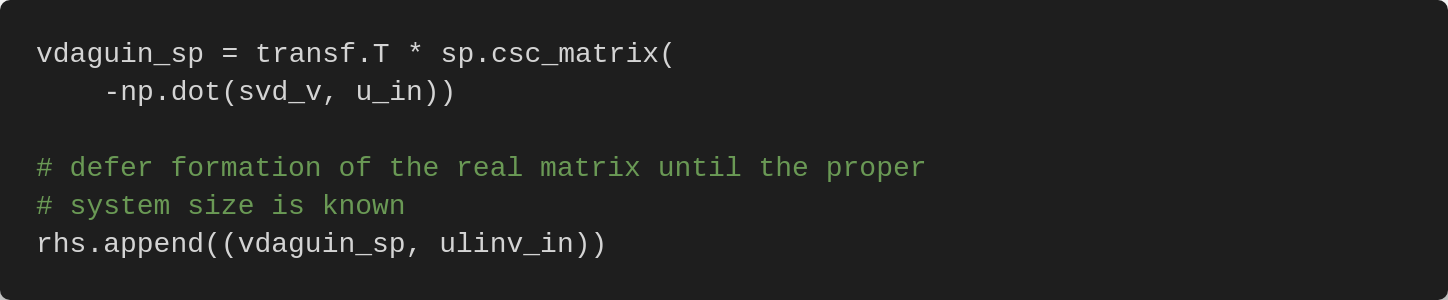 vdaguin_sp = transf.T * sp.csc_matrix(
    -np.dot(svd_v, u_in))

# defer formation of the real matrix until the proper
# system size is known
rhs.append((vdaguin_sp, ulinv_in))